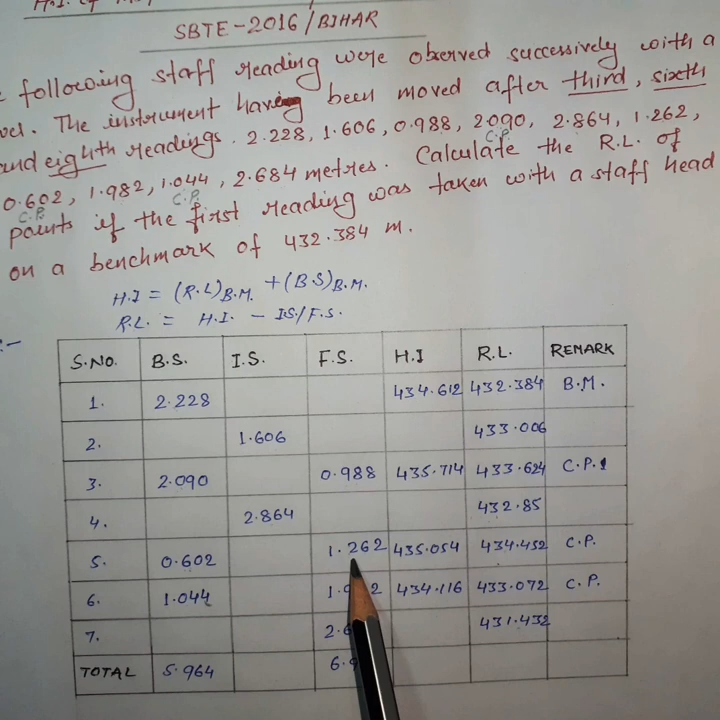 SBTE-2016/BIHAR
following staff reading were observed successively with a
The instrument having been moved after third, sixth
and eighth readings. 2.228, 1.606, 0.988, 2.090, 2.864, 1.262,
C.P.
0.602, 1.982, 1.044, 2.684 metres. Calculate the R.L. of
C.P. C.P.
points if the first reading was taken with a staff head
on a benchmark of 432.384 m.
H.I = (R.L)B.M. + (B.S)B.M.
R.L. = H.I. - I.S./F.S.
S.NO. B.S. I.S. F.S. H.I R.L. REMARK
1. 2.228 434.612 432.384 B.M.
2. 1.606 433.006
3. 2.090 0.988 435.714 433.624 C.P.1
4. 2.864 432.85
5. 0.602 1.262 435.054 434.452 C.P.
6. 1.044 434.116 433.072 C.P.
7. 431.432
TOTAL 5.964